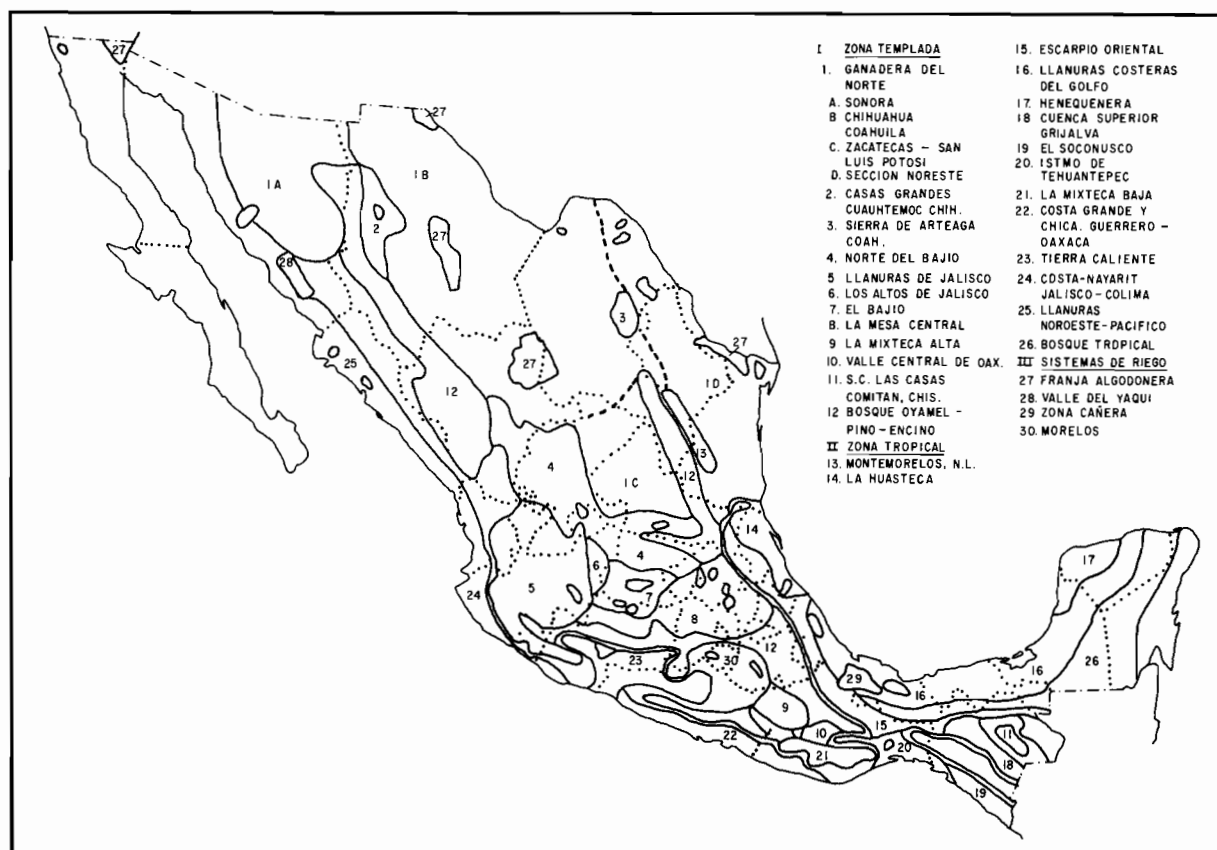 I ZONA TEMPLADA
1. GANADERA DEL
NORTE
A. SONORA
B CHIHUAHUA
COAHUILA
C. ZACATECAS - SAN
LUIS POTOSI
D. SECCION NORESTE
2. CASAS GRANDES
CUAUHTEMOC CHIH.
3. SIERRA DE ARTEAGA
COAH.
4. NORTE DEL BAJIO
5 LLANURAS DE JALISCO
6. LOS ALTOS DE JALISCO
7. EL BAJIO
8. LA MESA CENTRAL
9 LA MIXTECA ALTA
10. VALLE CENTRAL DE OAX.
11. S.C. LAS CASAS
COMITAN, CHIS.
12 BOSQUE OYAMEL -
PINO - ENCINO
II ZONA TROPICAL
13. MONTEMORELOS, N.L.
14. LA HUASTECA
15. ESCARPIO ORIENTAL
16. LLANURAS COSTERAS
DEL GOLFO
17. HENEQUENERA
18 CUENCA SUPERIOR
GRIJALVA
19 EL SOCONUSCO
20. ISTMO DE
TEHUANTEPEC
21. LA MIXTECA BAJA
22. COSTA GRANDE Y
CHICA. GUERRERO -
OAXACA
23. TIERRA CALIENTE
24. COSTA-NAYARIT
JALISCO-COLIMA
25. LLANURAS
NOROESTE-PACIFICO
26. BOSQUE TROPICAL
III SISTEMAS DE RIEGO
27 FRANJA ALGODONERA
28. VALLE DEL YAQUI
29 ZONA CAÑERA
30. MORELOS
27
27
1A
1B
2
27
28
3
27
25
27
12
1D
13
4
1C
12
14
4
6
5
7
24
8
12
17
23
30
29
16
16
26
9
22
10
15
21
20
11
18
19